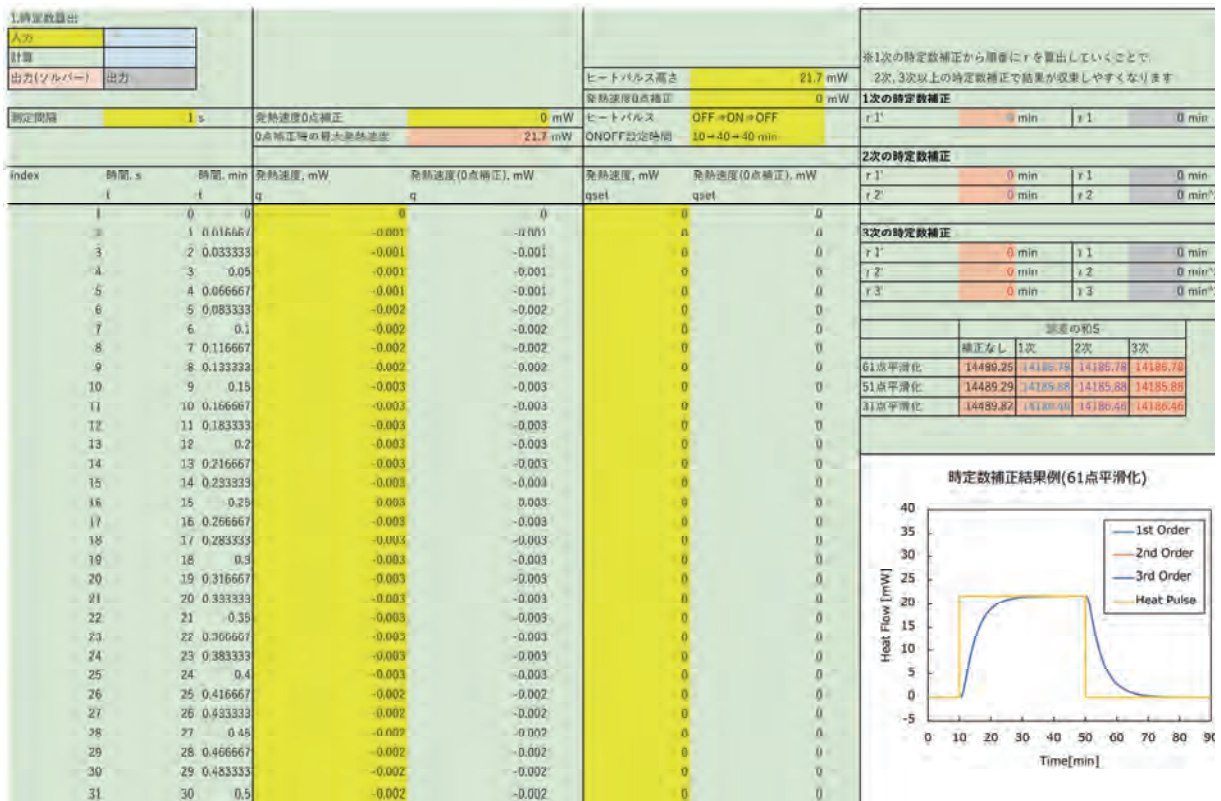 1.時定数算出
入力
計算
出力(ソルバー) 出力
測定間隔 1 s
発熱速度0点補正 0 mW
0点補正時の最大発熱速度 21.7 mW
ヒートパルス高さ 21.7 mW
発熱速度0点補正 0 mW
ヒートパルス OFF⇒ON⇒OFF
ONOFF設定時間 10→40→40 min
index 時間, s 時間, min 発熱速度, mW 発熱速度(0点補正), mW 発熱速度, mW 発熱速度(0点補正), mW
t t q q qset qset
1 0 0 0 0 0 0
2 1 0.016667 -0.001 -0.001 0 0
3 2 0.033333 -0.001 -0.001 0 0
4 3 0.05 -0.001 -0.001 0 0
5 4 0.066667 -0.001 -0.001 0 0
6 5 0.083333 -0.002 -0.002 0 0
7 6 0.1 -0.002 -0.002 0 0
8 7 0.116667 -0.002 -0.002 0 0
9 8 0.133333 -0.002 -0.002 0 0
10 9 0.15 -0.003 -0.003 0 0
11 10 0.166667 -0.003 -0.003 0 0
12 11 0.183333 -0.003 -0.003 0 0
13 12 0.2 -0.003 -0.003 0 0
14 13 0.216667 -0.003 -0.003 0 0
15 14 0.233333 -0.003 -0.003 0 0
16 15 0.25 -0.003 -0.003 0 0
17 16 0.266667 -0.003 -0.003 0 0
18 17 0.283333 -0.003 -0.003 0 0
19 18 0.3 -0.003 -0.003 0 0
20 19 0.316667 -0.003 -0.003 0 0
21 20 0.333333 -0.003 -0.003 0 0
22 21 0.35 -0.003 -0.003 0 0
23 22 0.366667 -0.003 -0.003 0 0
24 23 0.383333 -0.003 -0.003 0 0
25 24 0.4 -0.003 -0.003 0 0
26 25 0.416667 -0.002 -0.002 0 0
27 26 0.433333 -0.002 -0.002 0 0
28 27 0.45 -0.002 -0.002 0 0
29 28 0.466667 -0.002 -0.002 0 0
30 29 0.483333 -0.002 -0.002 0 0
31 30 0.5 -0.002 -0.002 0 0
※1次の時定数補正から順番にτを算出していくことで
2次, 3次以上の時定数補正で結果が収束しやすくなります
1次の時定数補正
τ1' 0 min τ1 0 min
2次の時定数補正
τ1' 0 min τ1 0 min
τ2' 0 min τ2 0 min^
3次の時定数補正
τ1' 0 min τ1 0 min
τ2' 0 min τ2 0 min^
τ3' 0 min τ3 0 min^
誤差の和S
補正なし 1次 2次 3次
61点平滑化 14489.25 14186.78 14186.78 14186.78
51点平滑化 14489.29 14185.88 14185.88 14185.88
31点平滑化 14489.82 14186.46 14186.46 14186.46
時定数補正結果例(61点平滑化)
40
35
30
25
20
15
10
5
0
-5
Heat Flow [mW]
1st Order
2nd Order
3rd Order
Heat Pulse
0 10 20 30 40 50 60 70 80 90
Time[min]